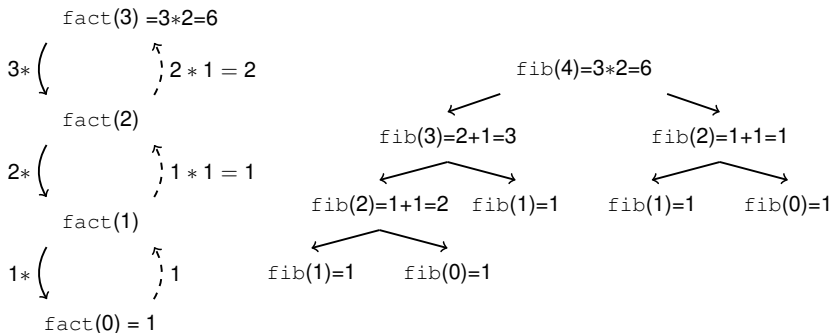 fact(3) =3*2=6
3*
2 * 1 = 2
fact(2)
2*
1 * 1 = 1
fact(1)
1*
1
fact(0) = 1
fib(4)=3*2=6
fib(3)=2+1=3
fib(2)=1+1=1
fib(2)=1+1=2
fib(1)=1
fib(1)=1
fib(0)=1
fib(1)=1
fib(0)=1